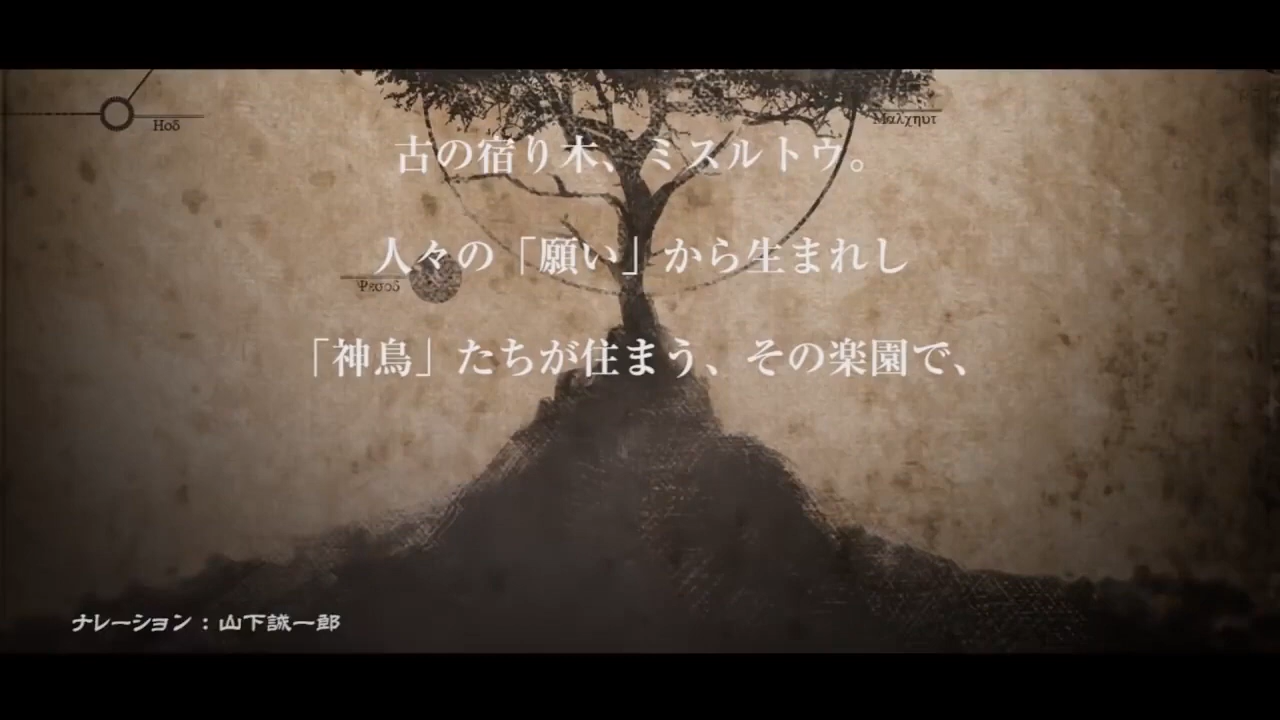 Ηοδ
Μαλχηυτ
古の宿り木、ミスルトウ。
人々の「願い」から生まれし
Ψεσοδ
「神鳥」たちが住まう、その楽園で、
ナレーション：山下誠一郎